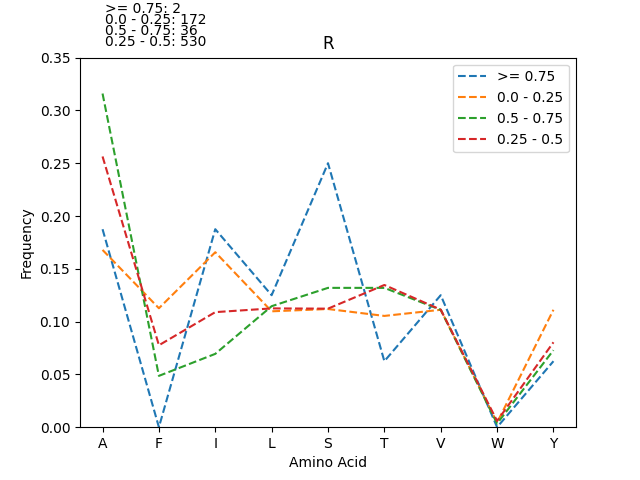 >= 0.75: 2
0.0 - 0.25: 172
0.5 - 0.75: 36
0.25 - 0.5: 530
R
0.35
0.30
0.25
0.20
0.15
0.10
0.05
0.00
Frequency
>= 0.75
0.0 - 0.25
0.5 - 0.75
0.25 - 0.5
A F I L S T V W Y
Amino Acid